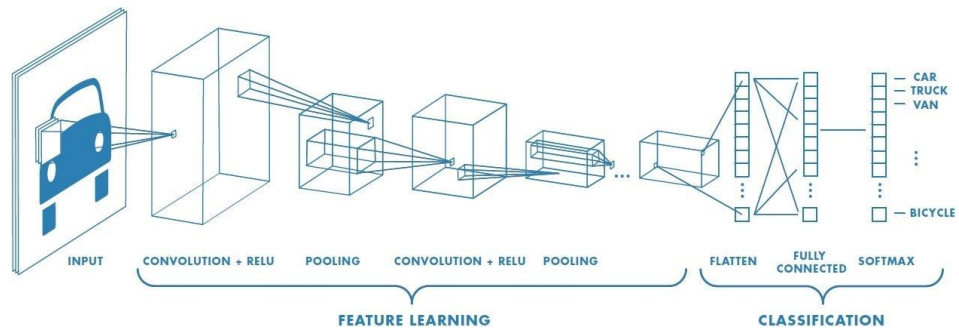 CAR
TRUCK
VAN
BICYCLE
INPUT
CONVOLUTION + RELU
POOLING
CONVOLUTION + RELU
POOLING
FLATTEN
FULLY
CONNECTED
SOFTMAX
FEATURE LEARNING
CLASSIFICATION